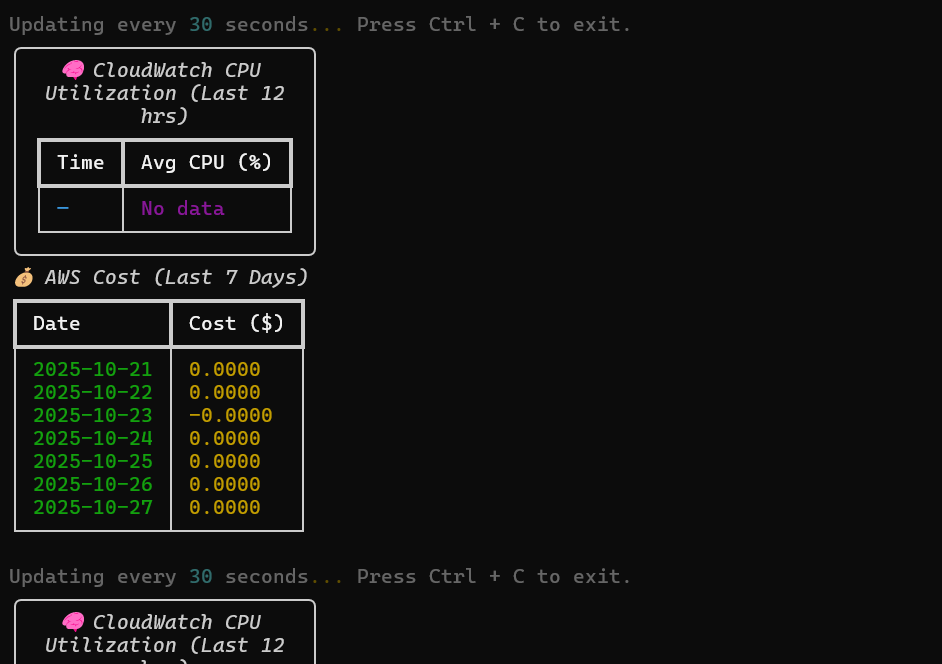 Updating every 30 seconds... Press Ctrl + C to exit.
🧠 CloudWatch CPU
Utilization (Last 12
hrs)
Time Avg CPU (%)
— No data
💰 AWS Cost (Last 7 Days)
Date Cost ($)
2025-10-21 0.0000
2025-10-22 0.0000
2025-10-23 -0.0000
2025-10-24 0.0000
2025-10-25 0.0000
2025-10-26 0.0000
2025-10-27 0.0000
Updating every 30 seconds... Press Ctrl + C to exit.
🧠 CloudWatch CPU
Utilization (Last 12